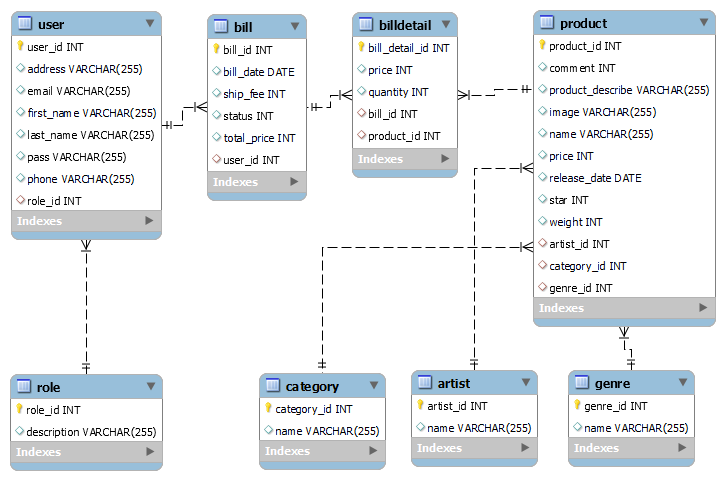 user
user_id INT
address VARCHAR(255)
email VARCHAR(255)
first_name VARCHAR(255)
last_name VARCHAR(255)
pass VARCHAR(255)
phone VARCHAR(255)
role_id INT
Indexes
bill
bill_id INT
bill_date DATE
ship_fee INT
status INT
total_price INT
user_id INT
Indexes
billdetail
bill_detail_id INT
price INT
quantity INT
bill_id INT
product_id INT
Indexes
product
product_id INT
comment INT
product_describe VARCHAR(255)
image VARCHAR(255)
name VARCHAR(255)
price INT
release_date DATE
star INT
weight INT
artist_id INT
category_id INT
genre_id INT
Indexes
role
role_id INT
description VARCHAR(255)
Indexes
category
category_id INT
name VARCHAR(255)
Indexes
artist
artist_id INT
name VARCHAR(255)
Indexes
genre
genre_id INT
name VARCHAR(255)
Indexes